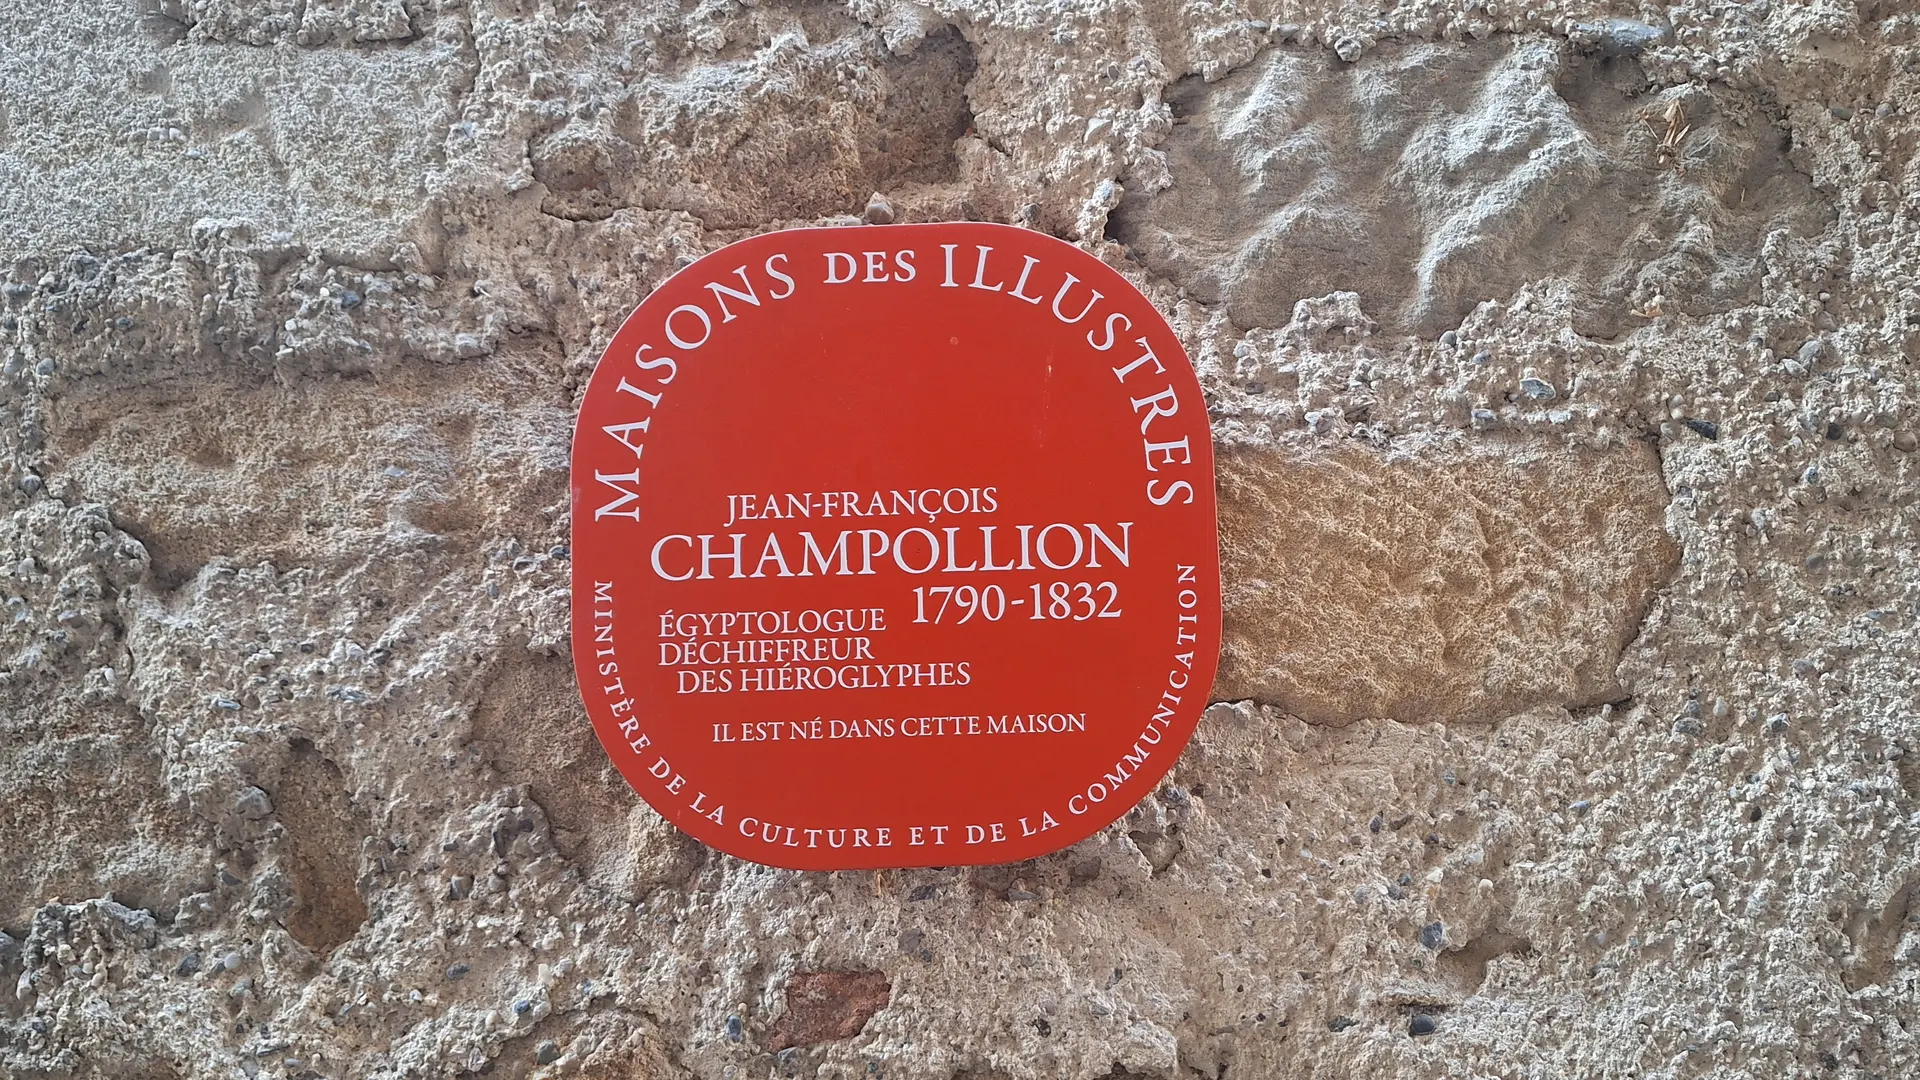 MAISONS DES ILLUSTRES
JEAN-FRANÇOIS
CHAMPOLLION
1790-1832
ÉGYPTOLOGUE
DÉCHIFFREUR
DES HIÉROGLYPHES
IL EST NÉ DANS CETTE MAISON
MINISTÈRE DE LA CULTURE ET DE LA COMMUNICATION